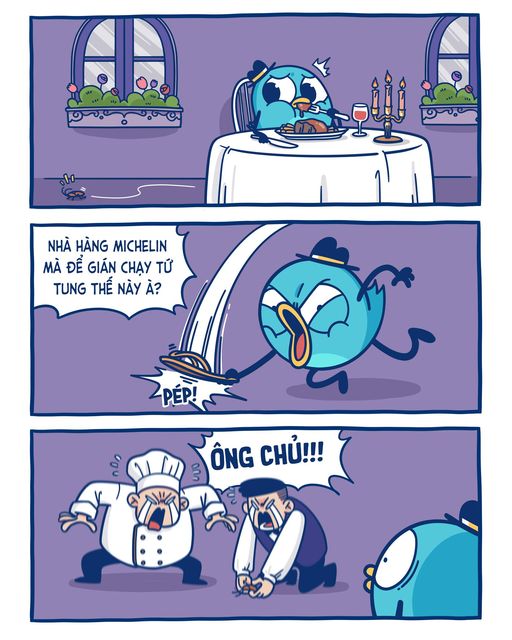 NHÀ HÀNG MICHELIN
MÀ ĐỂ GIÁN CHẠY TỨ
TUNG THẾ NÀY À?
PÉP!
ÔNG CHỦ!!!